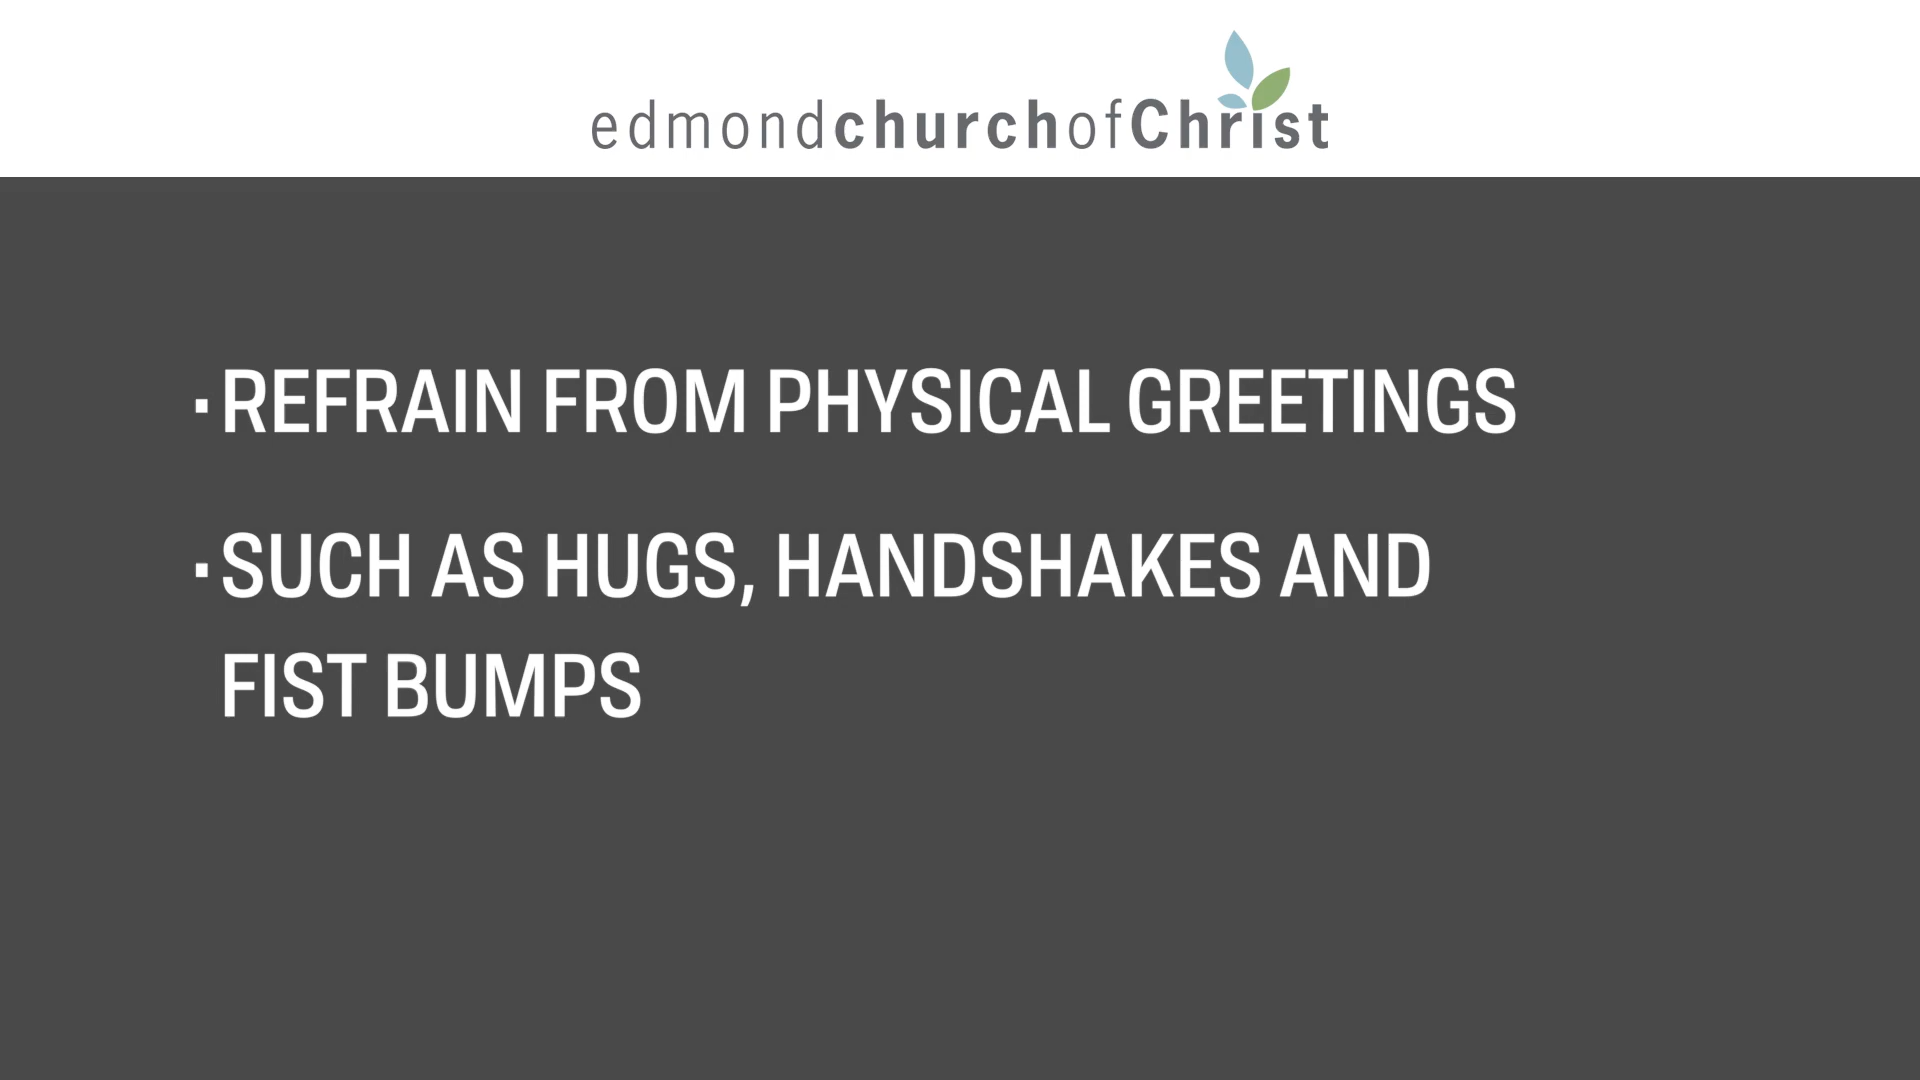 edmondchurchofChrist
· REFRAIN FROM PHYSICAL GREETINGS
· SUCH AS HUGS, HANDSHAKES AND
FIST BUMPS